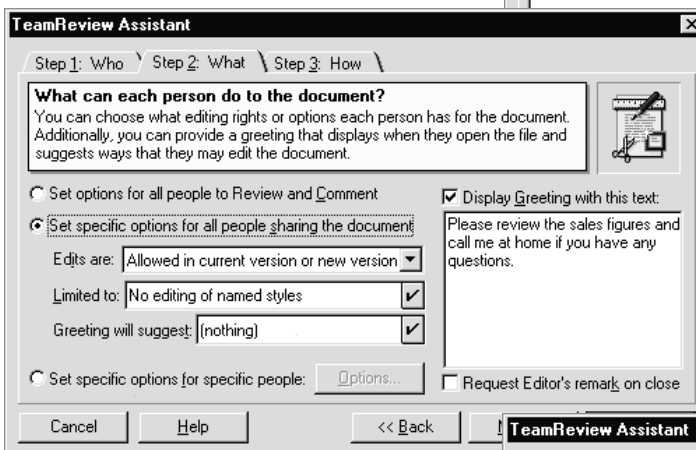 TeamReview Assistant
Step 1: Who
Step 2: What
Step 3: How
What can each person do to the document?
You can choose what editing rights or options each person has for the document.
Additionally, you can provide a greeting that displays when they open the file and
suggests ways that they may edit the document.
Set options for all people to Review and Comment
Set specific options for all people sharing the document
Edits are: Allowed in current version or new version
Limited to: No editing of named styles
Greeting will suggest: (nothing)
Set specific options for specific people: Options...
Display Greeting with this text:
Please review the sales figures and
call me at home if you have any
questions.
Request Editor's remark on close
Cancel
Help
<< Back
TeamReview Assistant